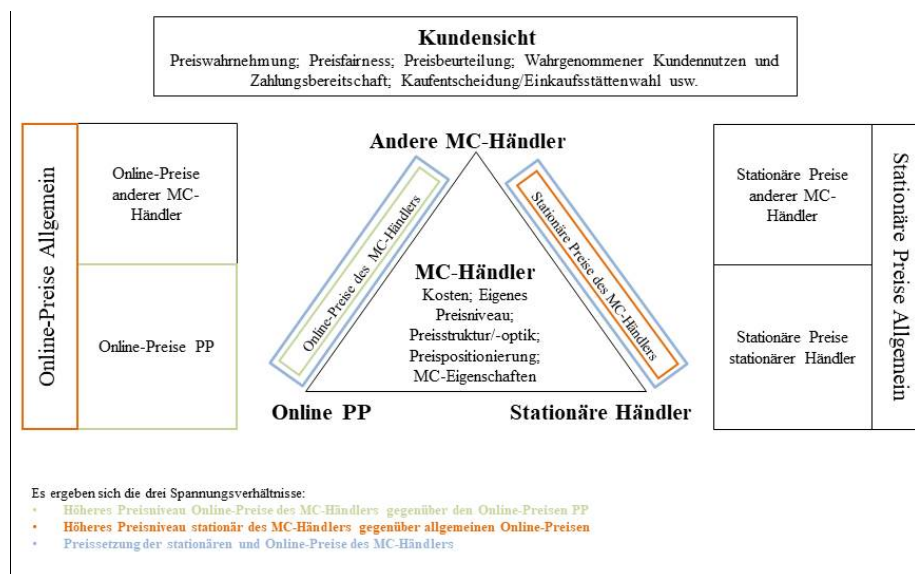 Kundensicht
Preiswahrnehmung; Preisfairness; Preisbeurteilung; Wahrgenommener Kundennutzen und
Zahlungsbereitschaft; Kaufentscheidung/Einkaufsstättenwahl usw.
Online-Preise Allgemein
Online-Preise
anderer MC-
Händler
Online-Preise PP
Andere MC-Händler
Online-Preise des MC-Händlers
Stationäre Preise des MC-Händlers
MC-Händler
Kosten; Eigenes
Preisniveau;
Preisstruktur/-optik;
Preispositionierung;
MC-Eigenschaften
Online PP
Stationäre Händler
Stationäre Preise
anderer MC-
Händler
Stationäre Preise
stationärer Händler
Stationäre Preise Allgemein
Es ergeben sich die drei Spannungsverhältnisse:
• Höheres Preisniveau Online-Preise des MC-Händlers gegenüber den Online-Preisen PP
• Höheres Preisniveau stationär des MC-Händlers gegenüber allgemeinen Online-Preisen
• Preissetzung der stationären und Online-Preise des MC-Händlers